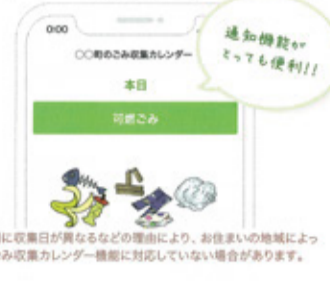 0:00
通知機能が
とっても便利!!
○○町のごみ収集カレンダー
本日
可燃ごみ
に収集日が異なるなどの理由により、お住まいの地域によっ
み収集カレンダー機能に対応していない場合があります。